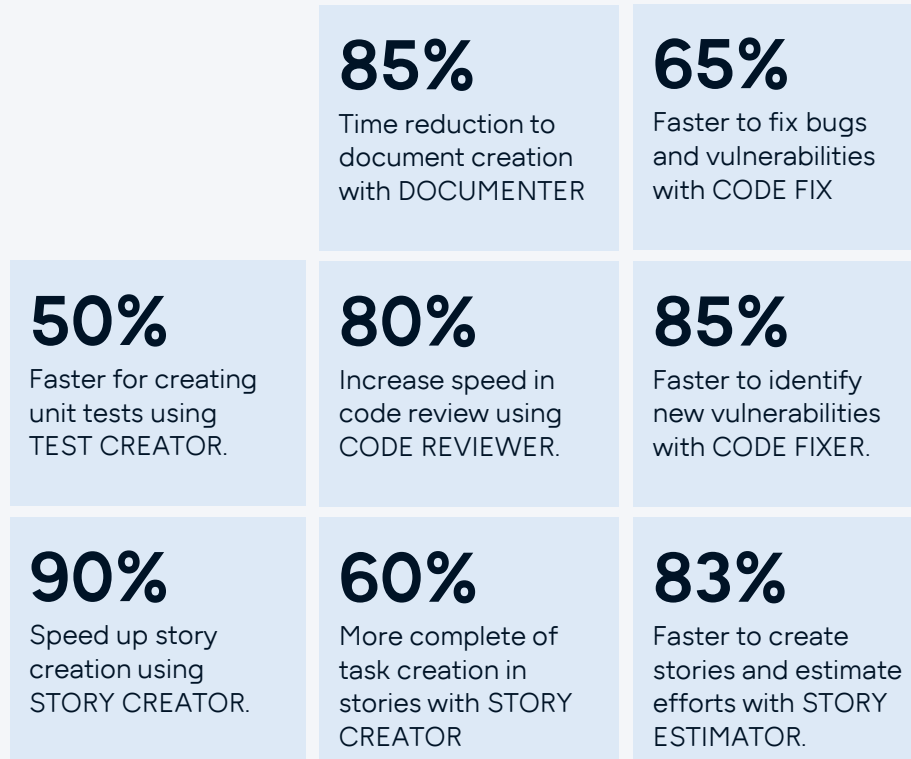 85%
Time reduction to
document creation
with DOCUMENTER
65%
Faster to fix bugs
and vulnerabilities
with CODE FIX
50%
Faster for creating
unit tests using
TEST CREATOR.
80%
Increase speed in
code review using
CODE REVIEWER.
85%
Faster to identify
new vulnerabilities
with CODE FIXER.
90%
Speed up story
creation using
STORY CREATOR.
60%
More complete of
task creation in
stories with STORY
CREATOR
83%
Faster to create
stories and estimate
efforts with STORY
ESTIMATOR.